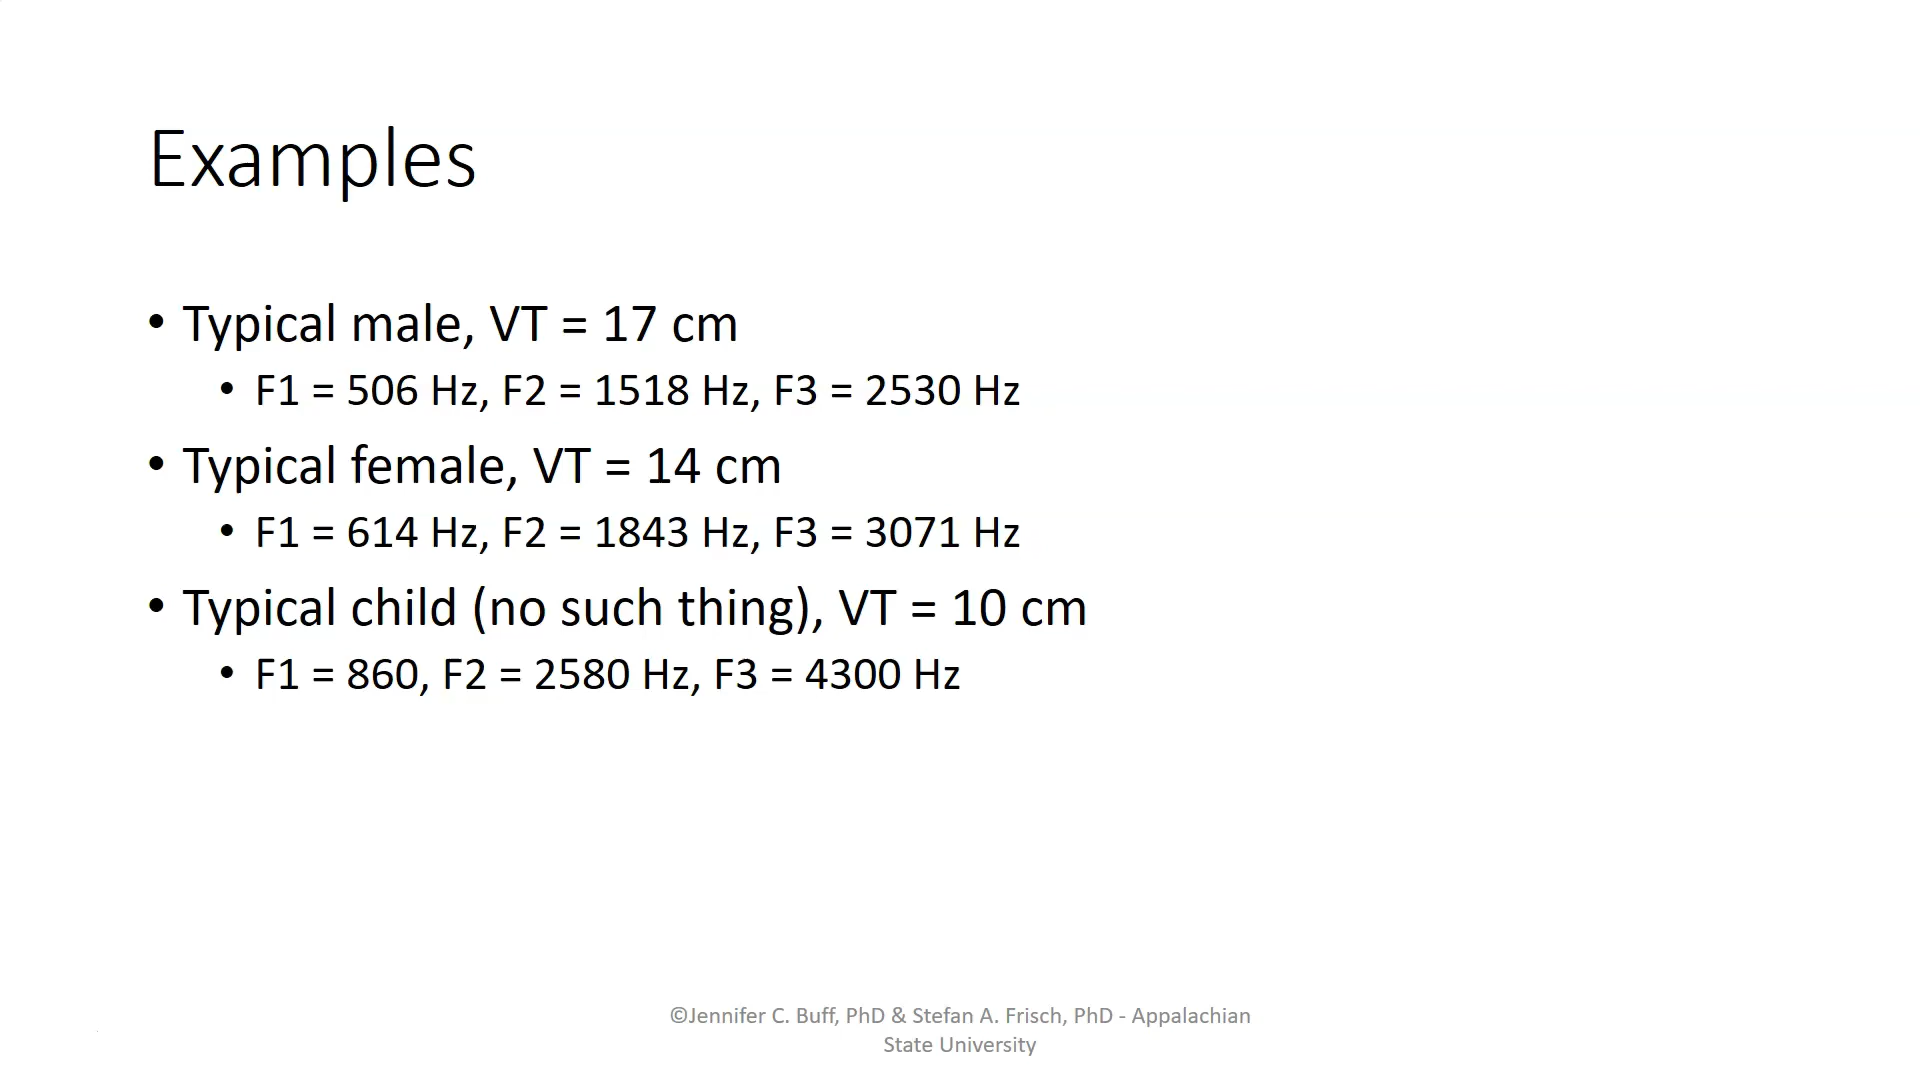 Examples
• Typical male, VT = 17 cm
• F1 = 506 Hz, F2 = 1518 Hz, F3 = 2530 Hz
• Typical female, VT = 14 cm
• F1 = 614 Hz, F2 = 1843 Hz, F3 = 3071 Hz
• Typical child (no such thing), VT = 10 cm
• F1 = 860, F2 = 2580 Hz, F3 = 4300 Hz
©Jennifer C. Buff, PhD & Stefan A. Frisch, PhD - Appalachian
State University